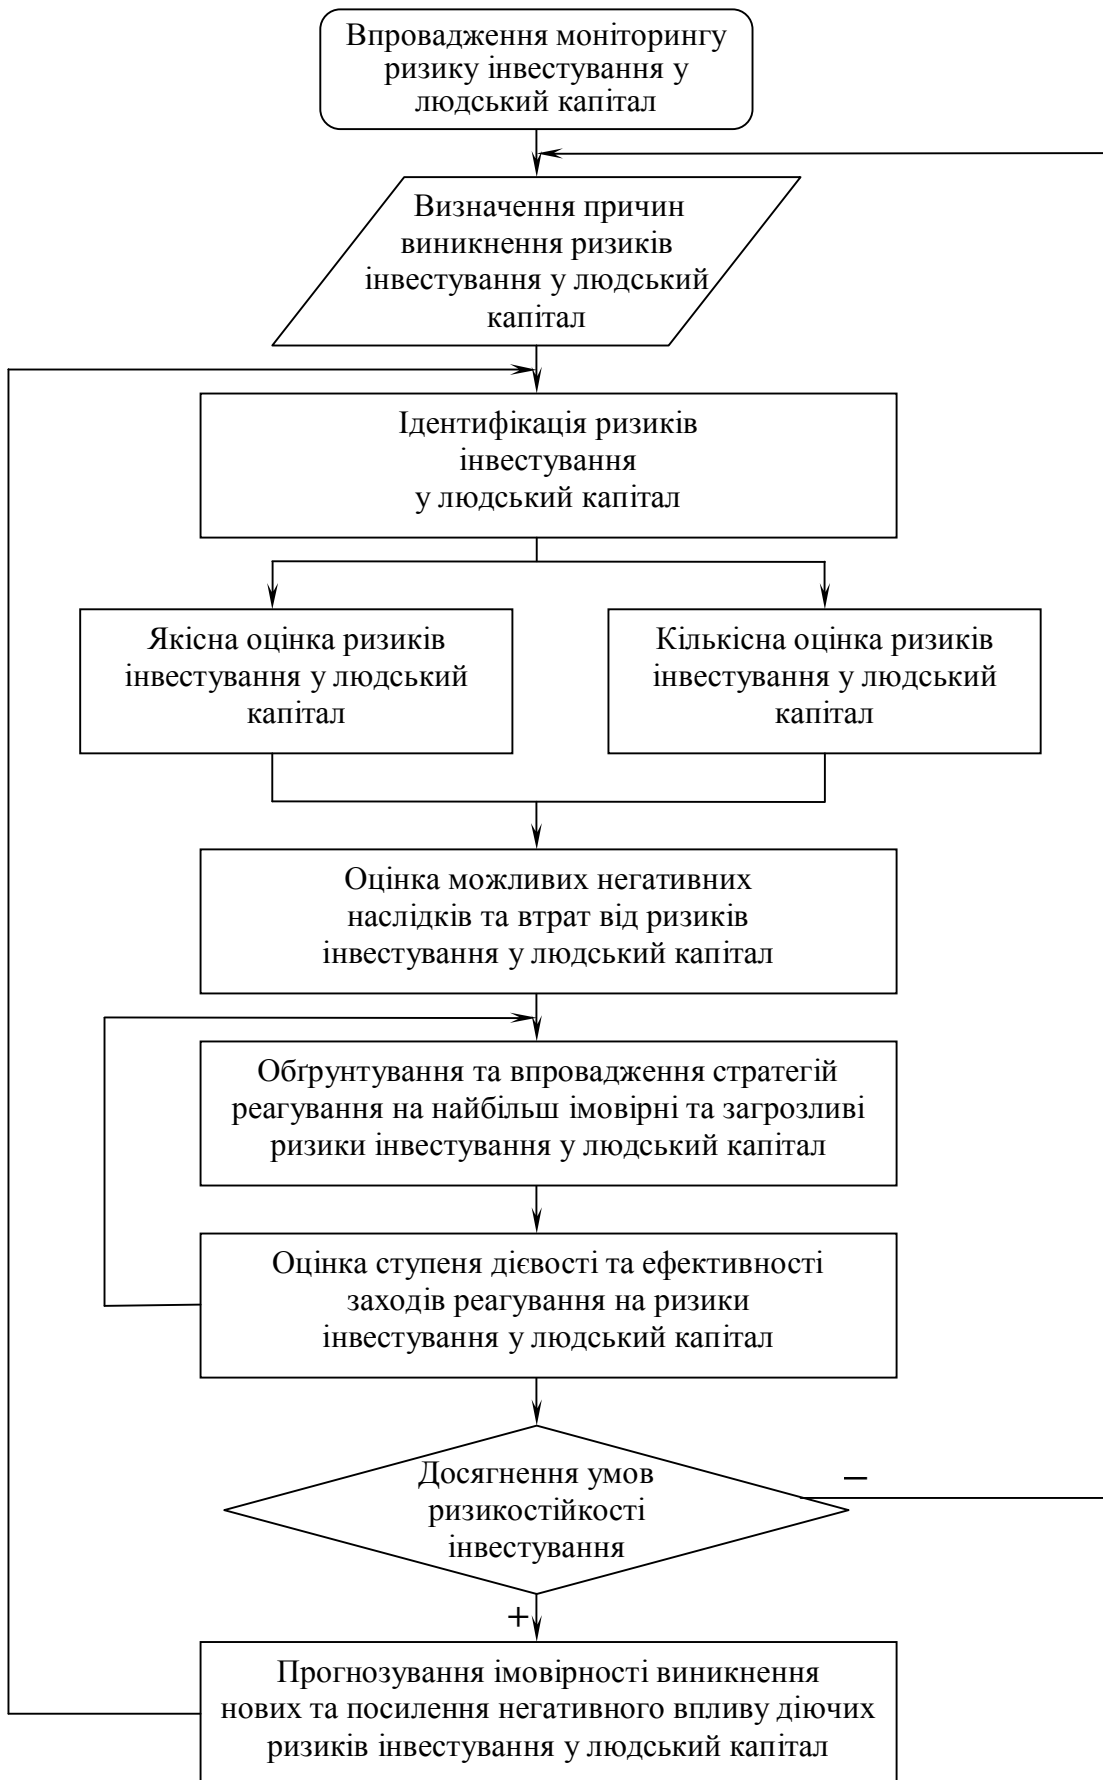 Впровадження моніторингу
ризику інвестування у
людський капітал
Визначення причин
виникнення ризиків
інвестування у людський
капітал
Ідентифікація ризиків
інвестування
у людський капітал
Якісна оцінка ризиків
інвестування у людський
капітал
Кількісна оцінка ризиків
інвестування у людський
капітал
Оцінка можливих негативних
наслідків та втрат від ризиків
інвестування у людський капітал
Обґрунтування та впровадження стратегій
реагування на найбільш імовірні та загрозливі
ризики інвестування у людський капітал
Оцінка ступеня дієвості та ефективності
заходів реагування на ризики
інвестування у людський капітал
Досягнення умов
ризикостійкості
інвестування
–
+
Прогнозування імовірності виникнення
нових та посилення негативного впливу діючих
ризиків інвестування у людський капітал